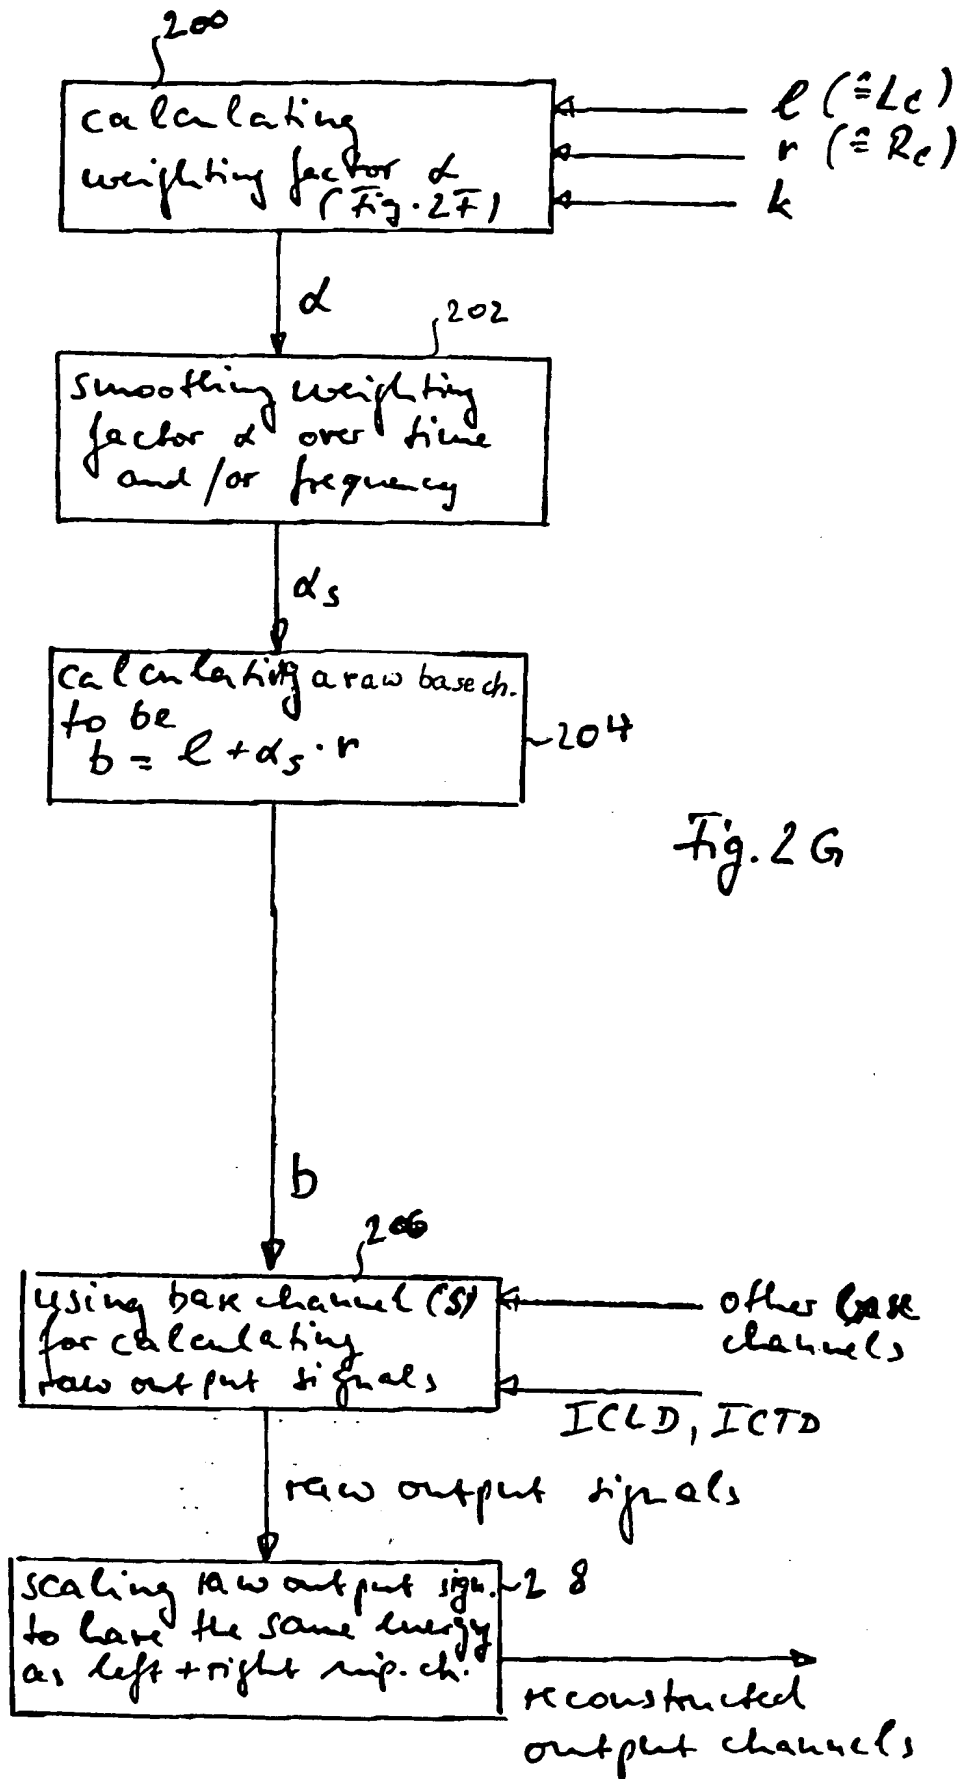 200
calculating
weighting factor α
(Fig. 2F)
l (≙Lc)
r (≙Rc)
k
α
202
smoothing weighting
factor α over time
and/or frequency
αs
calculating a raw base ch.
to be
b = l + αs · r
204
Fig. 2G
b
206
using base channel(s)
for calculating
raw output signals
other base
channels
ICLD, ICTD
raw output signals
scaling raw output sign.
to have the same energy
as left + right inp. ch.
2 8
reconstructed
output channels